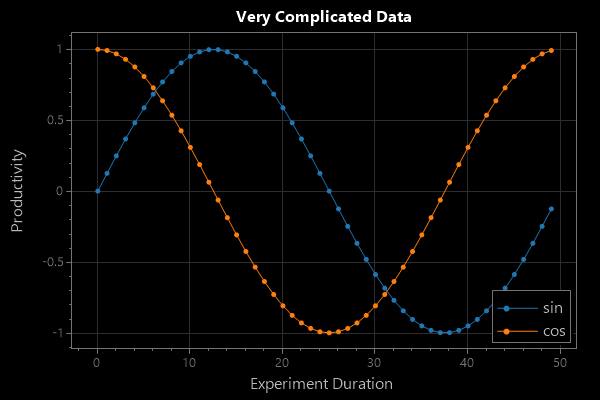 Very Complicated Data
1
0.5
0
-0.5
-1
Productivity
0
10
20
30
40
50
Experiment Duration
sin
cos